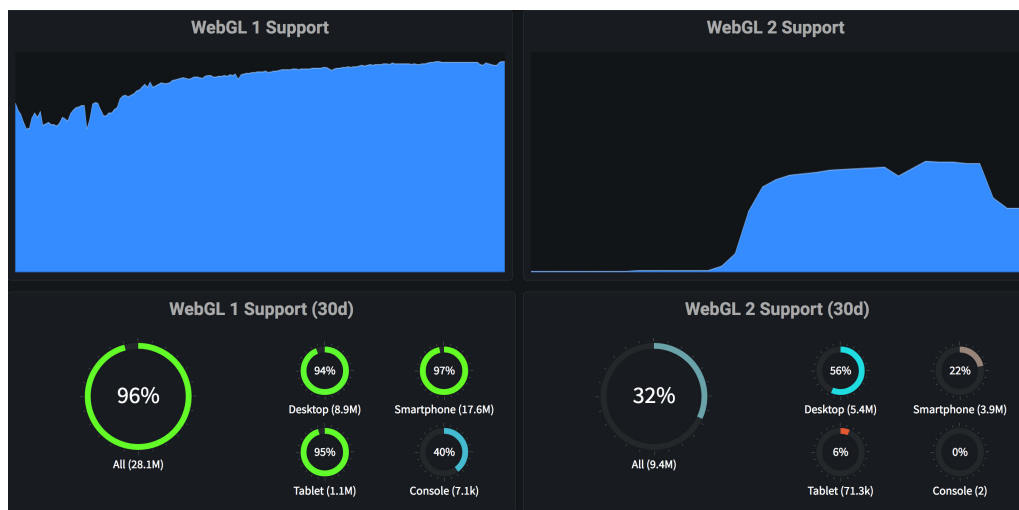 WebGL 1 Support
WebGL 2 Support
WebGL 1 Support (30d)
96%
All (28.1M)
94%
Desktop (8.9M)
97%
Smartphone (17.6M)
95%
Tablet (1.1M)
40%
Console (7.1k)
WebGL 2 Support (30d)
32%
All (9.4M)
56%
Desktop (5.4M)
22%
Smartphone (3.9M)
6%
Tablet (71.3k)
0%
Console (2)